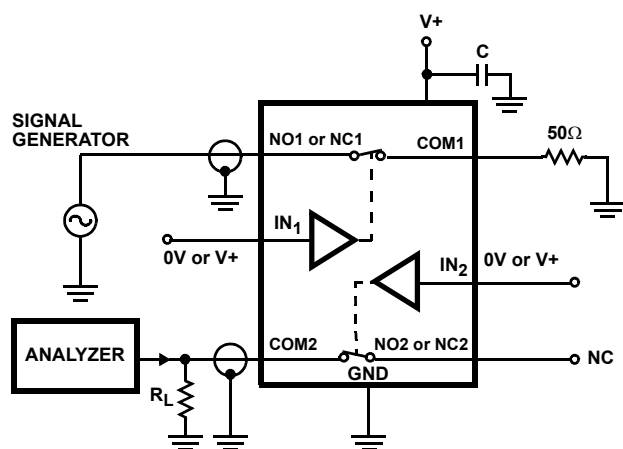 V+
C
SIGNAL
GENERATOR
NO1 or NC1
COM1
50Ω
IN1
0V or V+
IN2
0V or V+
ANALYZER
COM2
NO2 or NC2
NC
GND
RL